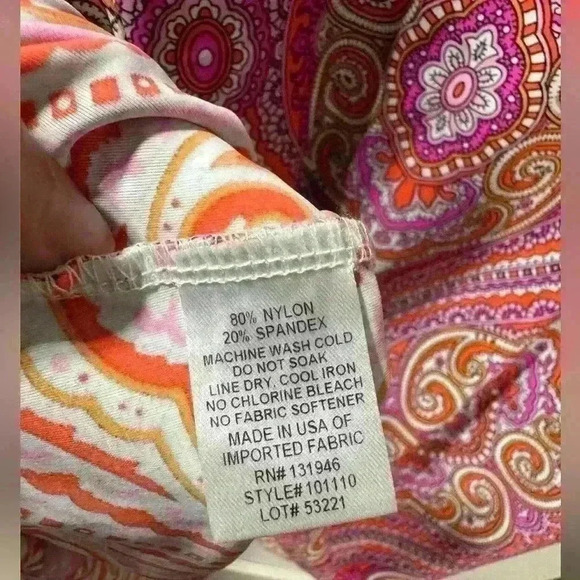 80% NYLON
20% SPANDEX
MACHINE WASH COLD
DO NOT SOAK
LINE DRY, COOL IRON
NO CHLORINE BLEACH
NO FABRIC SOFTENER
MADE IN USA OF
IMPORTED FABRIC
RN# 131946
STYLE# 101110
LOT# 53221